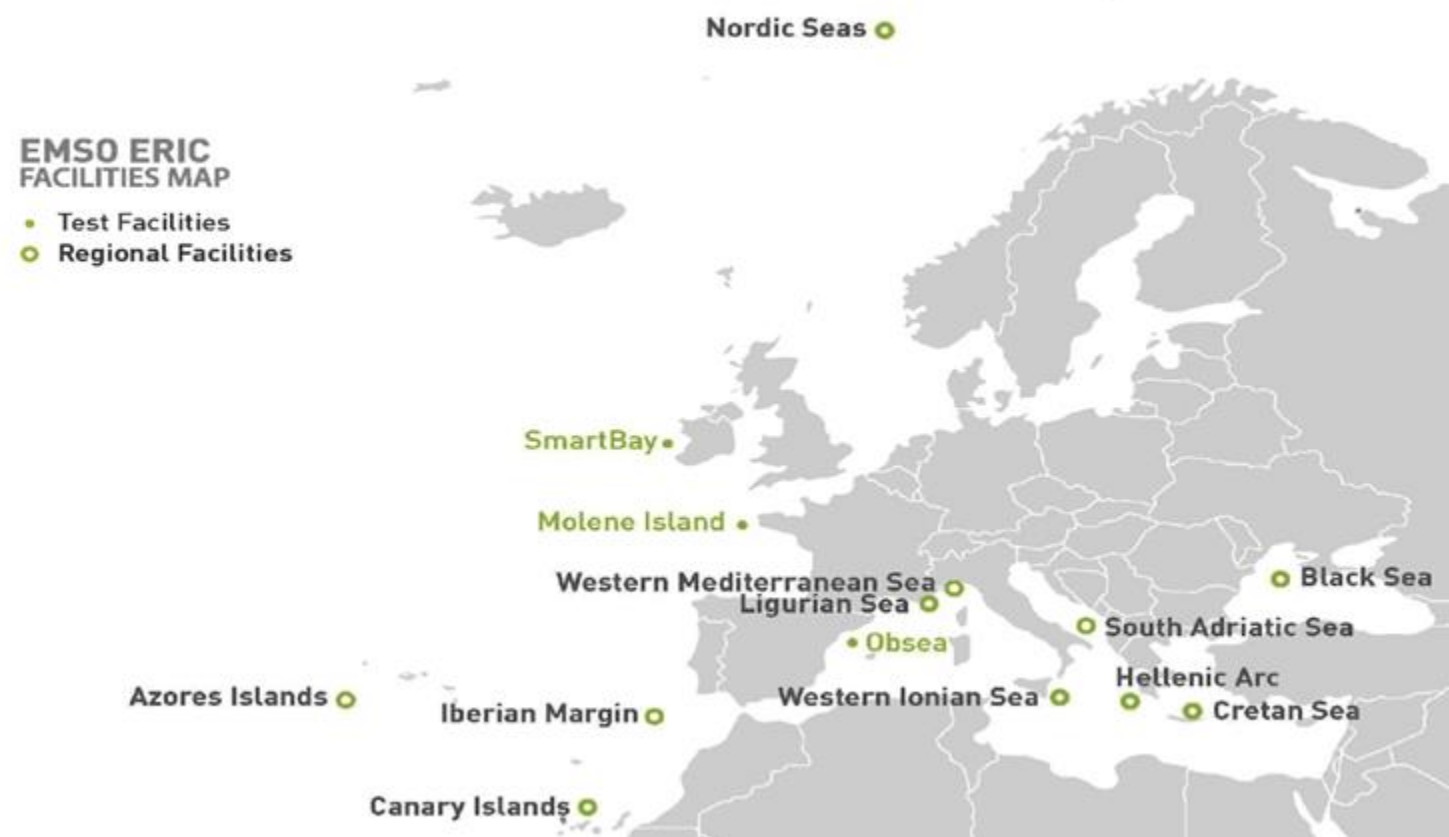 Nordic Seas
EMSO ERIC
FACILITIES MAP
Test Facilities
Regional Facilities
SmartBay
Molene Island
Western Mediterranean Sea
Ligurian Sea
Black Sea
South Adriatic Sea
Obsea
Hellenic Arc
Azores Islands
Iberian Margin
Western Ionian Sea
Cretan Sea
Canary Islands